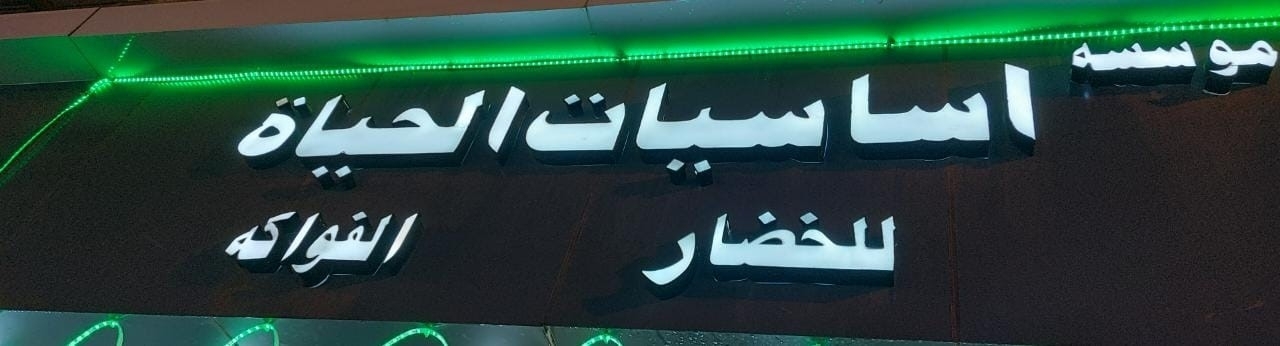 موسسه
اساسيات الحياة
للخضار الفواكه